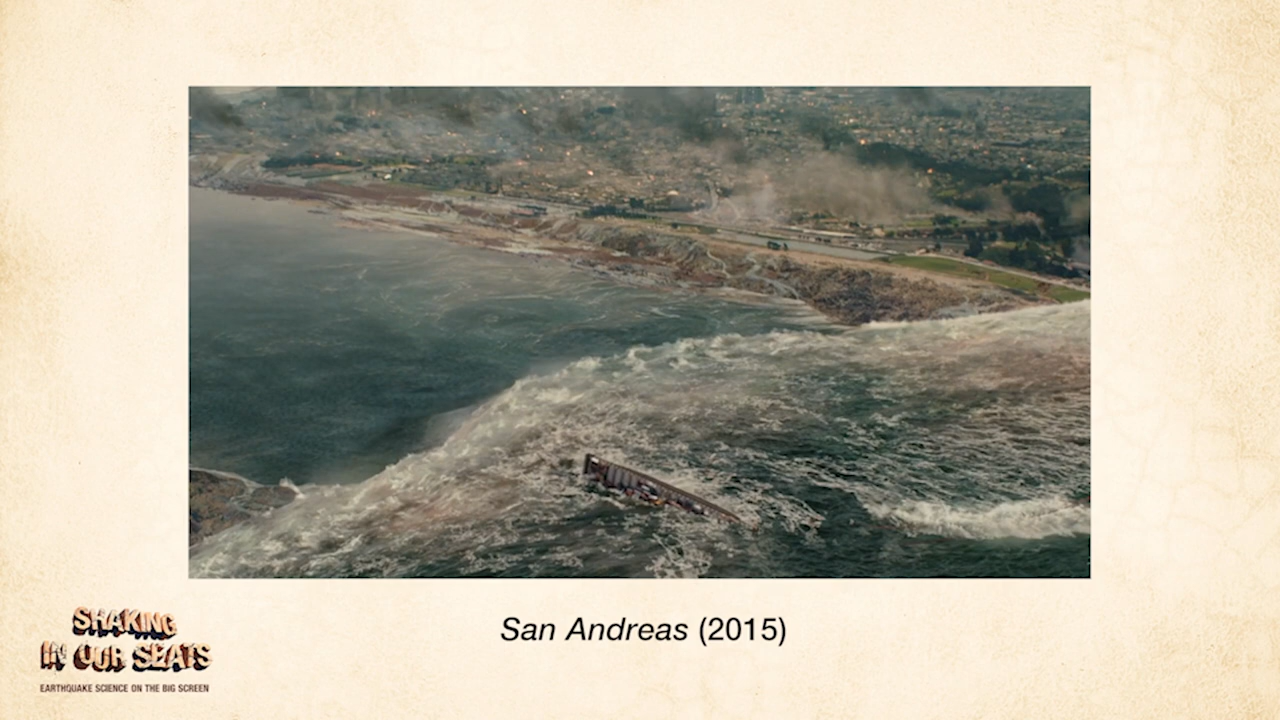 San Andreas (2015)
SHAKING
IN OUR SEATS
EARTHQUAKE SCIENCE ON THE BIG SCREEN